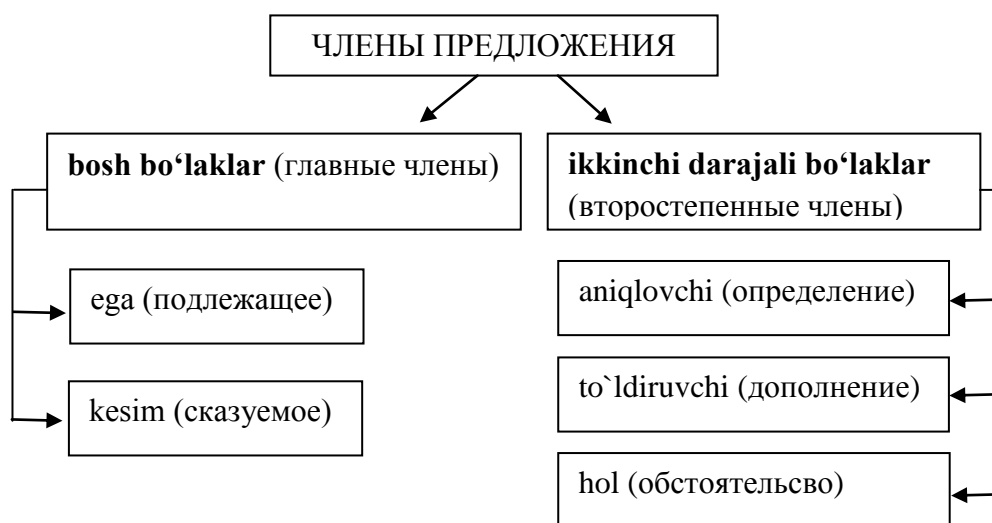 ЧЛЕНЫ ПРЕДЛОЖЕНИЯ
bosh bo‘laklar (главные члены)
ikkinchi darajali bo‘laklar
(второстепенные члены)
ega (подлежащее)
kesim (сказуемое)
aniqlovchi (определение)
to`ldiruvchi (дополнение)
hol (обстоятельсво)